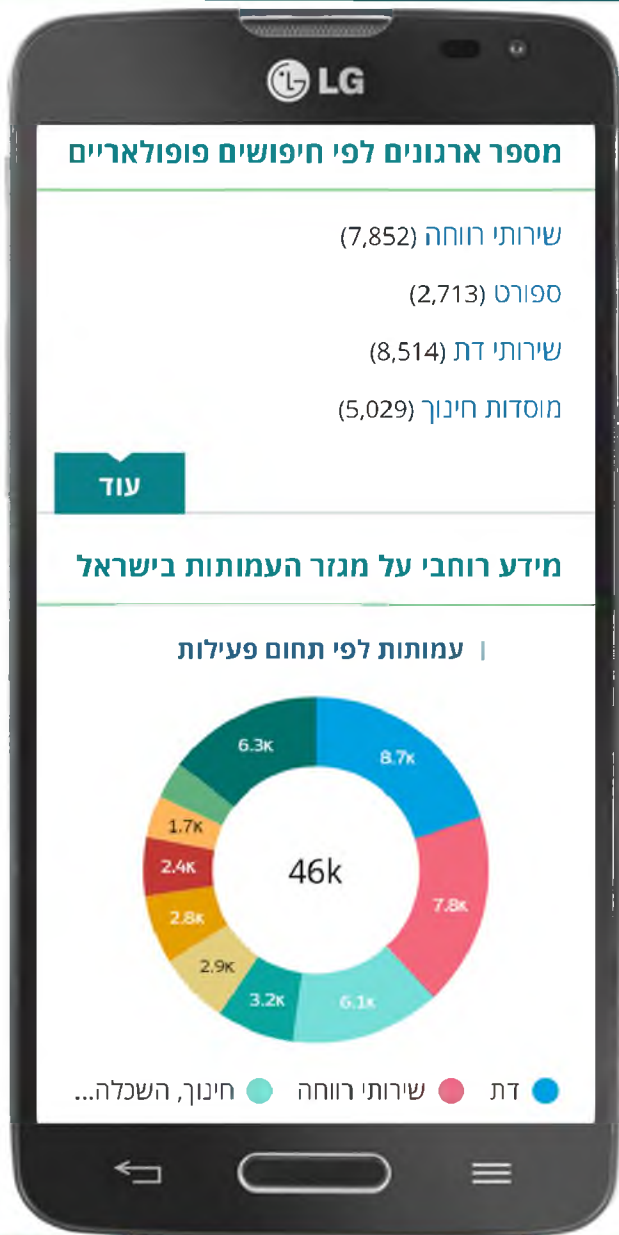 LG
מספר ארגונים לפי חיפושים פופולאריים
שירותי רווחה (7,852)
ספורט (2,713)
שירותי דת (8,514)
מוסדות חינוך (5,029)
עוד
מידע רוחבי על מגזר העמותות בישראל
עמותות לפי תחום פעילות
8.7K
7.8K
6.1K
3.2K
2.9K
2.8K
2.4K
1.7K
6.3K
46k
דת שירותי רווחה חינוך, השכלה...